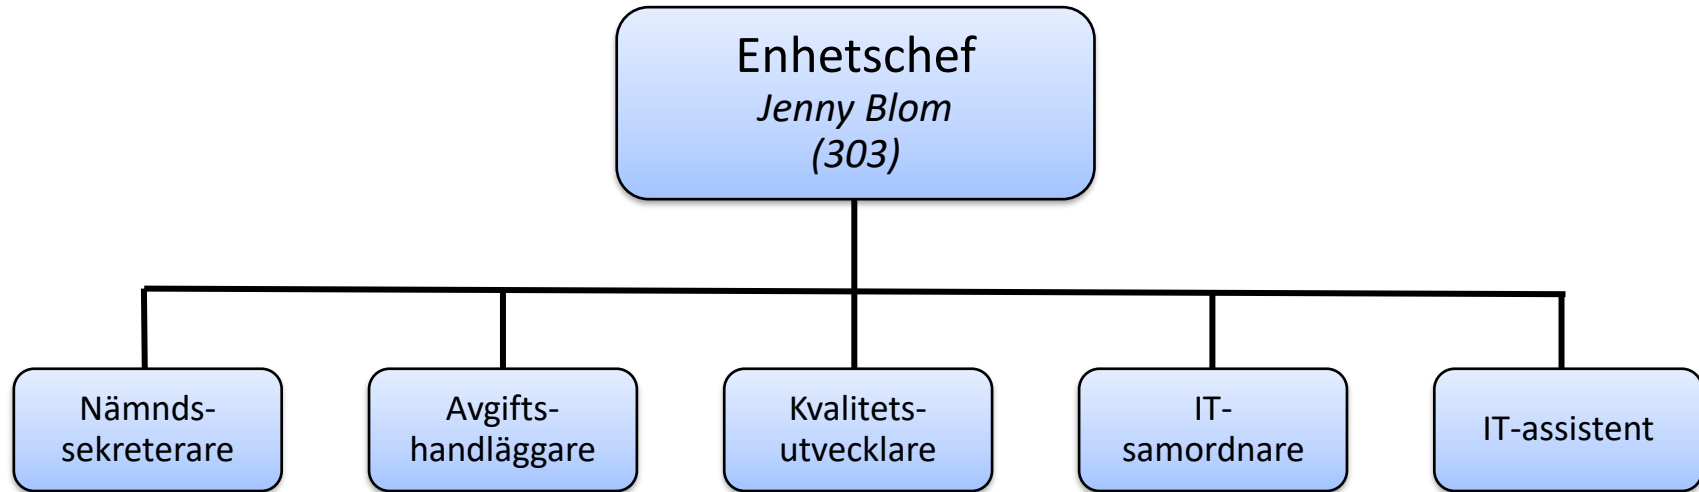 Enhetschef
Jenny Blom
(303)
Nämnds-
sekreterare
Avgifts-
handläggare
Kvalitets-
utvecklare
IT-
samordnare
IT-assistent